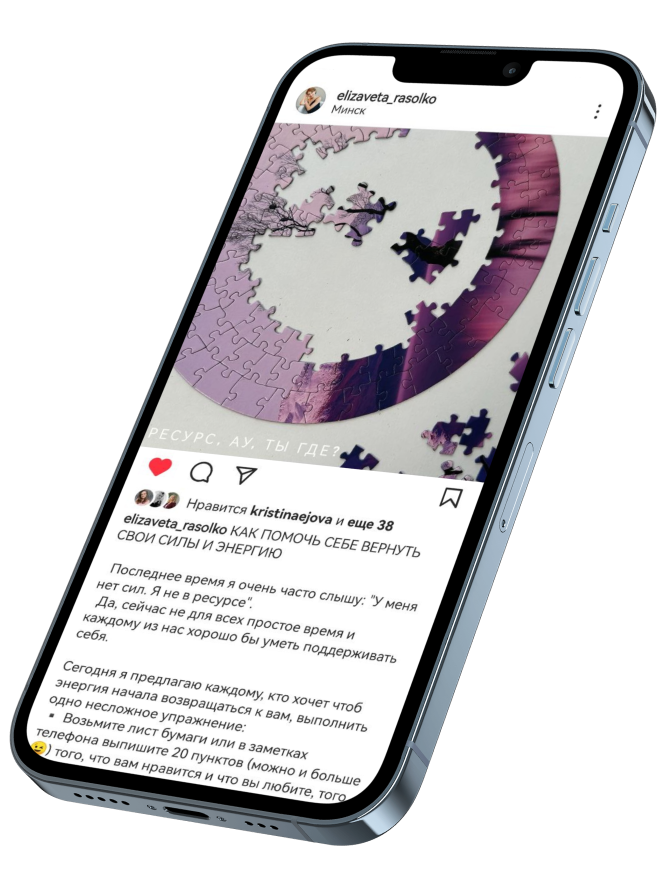 elizaveta_rasolko
Минск
РЕСУРС, АУ, ТЫ ГДЕ?
Нравится kristinaejova и еще 38
elizaveta_rasolko КАК ПОМОЧЬ СЕБЕ ВЕРНУТЬ
СВОИ СИЛЫ И ЭНЕРГИЮ
Последнее время я очень часто слышу: "У меня
нет сил. Я не в ресурсе".
Да, сейчас не для всех простое время и
каждому из нас хорошо бы уметь поддерживать
себя.
Сегодня я предлагаю каждому, кто хочет чтоб
энергия начала возвращаться к вам, выполнить
одно несложное упражнение:
▪ Возьмите лист бумаги или в заметках
телефона выпишите 20 пунктов (можно и больше
😉) того, что вам нравится и что вы любите, того